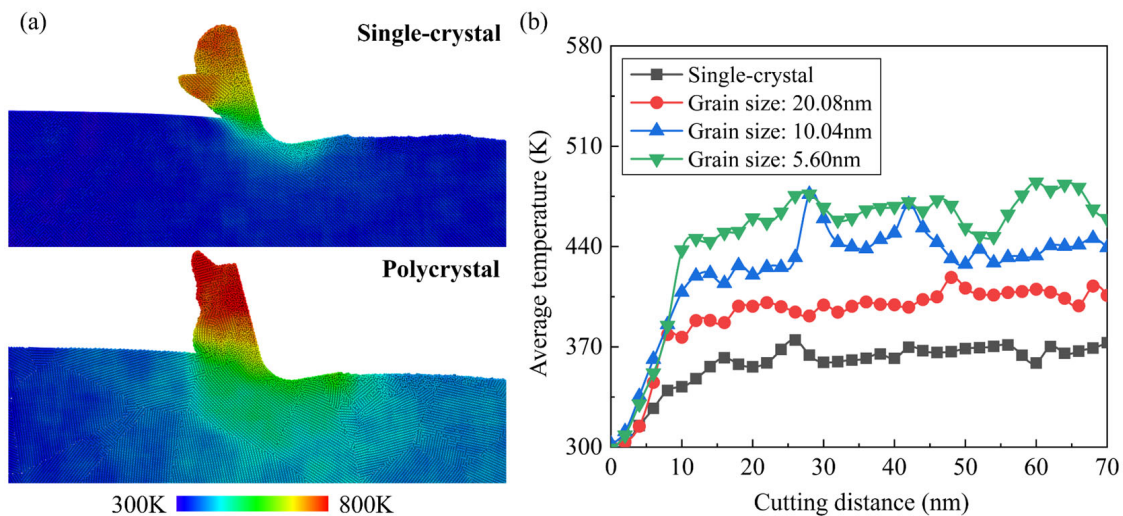 (a)
Single-crystal
Polycrystal
300K 800K
(b)
Average temperature (K)
580
510
440
370
300
Single-crystal
Grain size: 20.08nm
Grain size: 10.04nm
Grain size: 5.60nm
0 10 20 30 40 50 60 70
Cutting distance (nm)